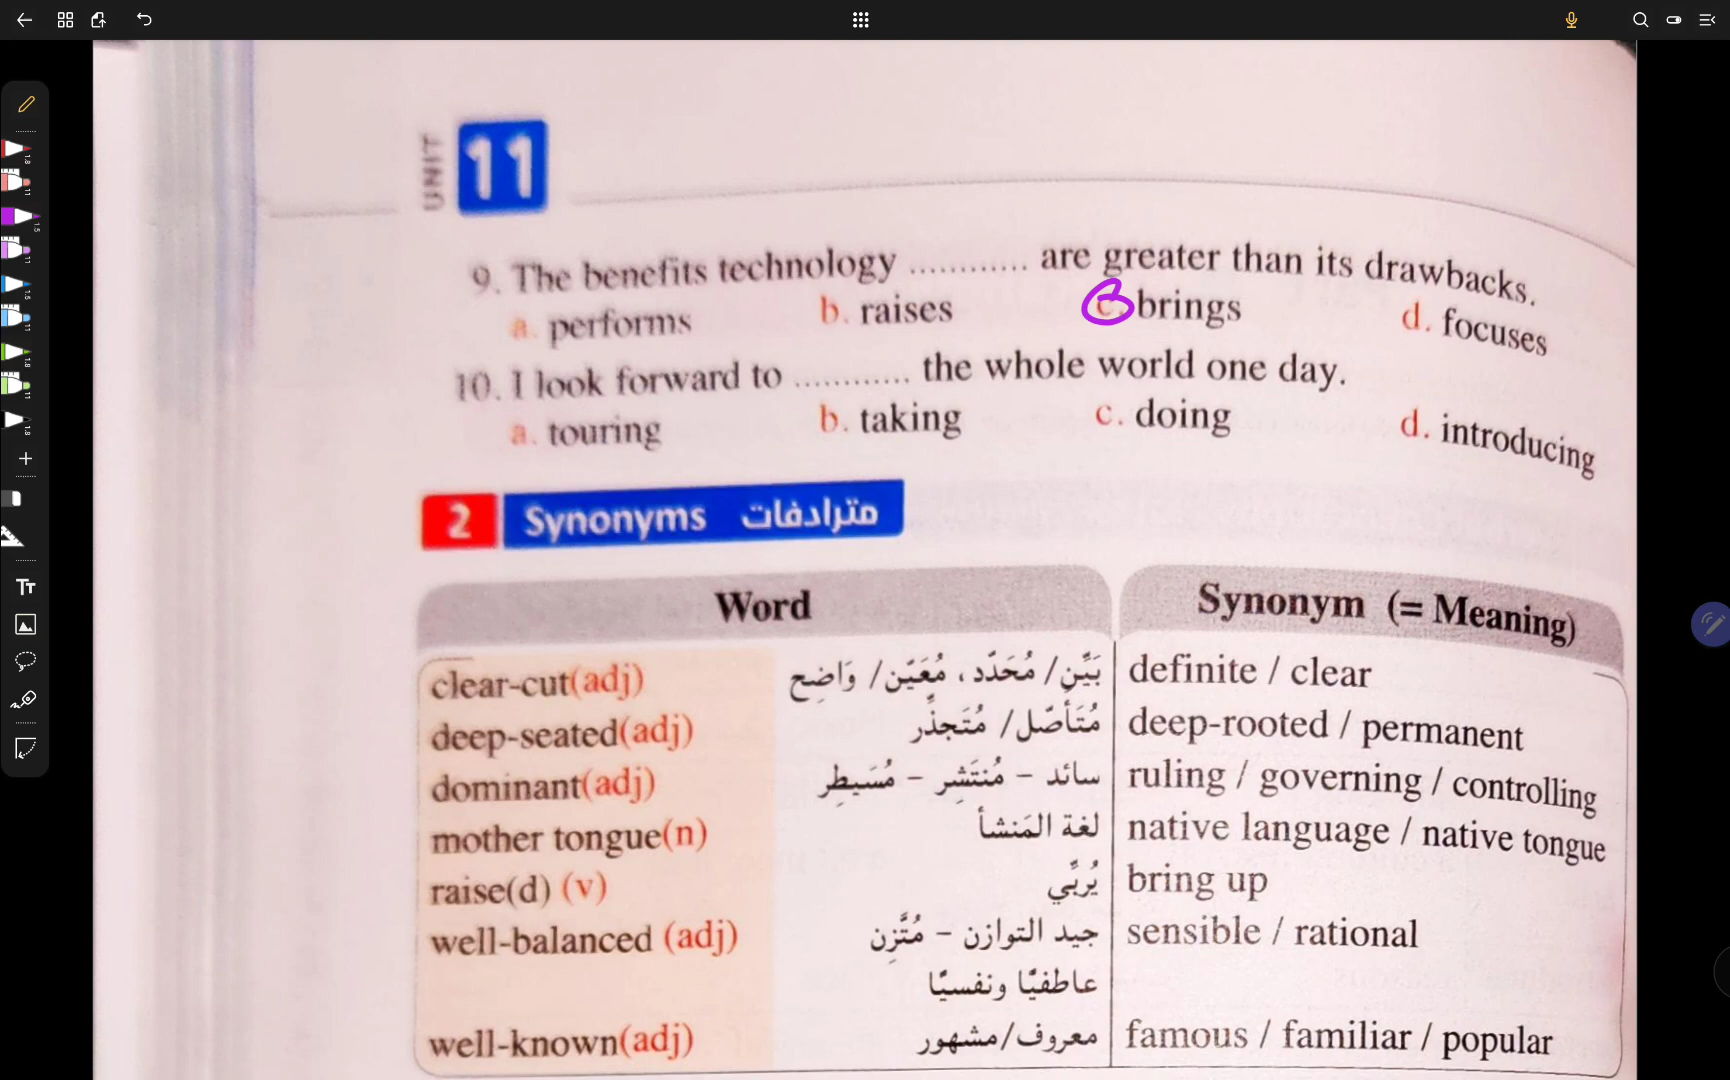 UNIT 11
9. The benefits technology ............ are greater than its drawbacks.
a. performs b. raises c. brings d. focuses
10. I look forward to ............ the whole world one day.
a. touring b. taking c. doing d. introducing
2 Synonyms مترادفات
Word Synonym (= Meaning)
clear-cut(adj) بَيِّن/ مُحَدَّد، مُعَيَّن/ وَاضِح definite / clear
deep-seated(adj) مُتَأَصِّل/ مُتَجذِّر deep-rooted / permanent
dominant(adj) سائد - مُنتَشِر - مُسَيطِر ruling / governing / controlling
mother tongue(n) لغة المَنشأ native language / native tongue
raise(d) (v) يُربِّي bring up
well-balanced (adj) جيد التوازن - مُتَّزِن sensible / rational
عاطفيًّا ونفسيًّا
well-known(adj) معروف/مشهور famous / familiar / popular